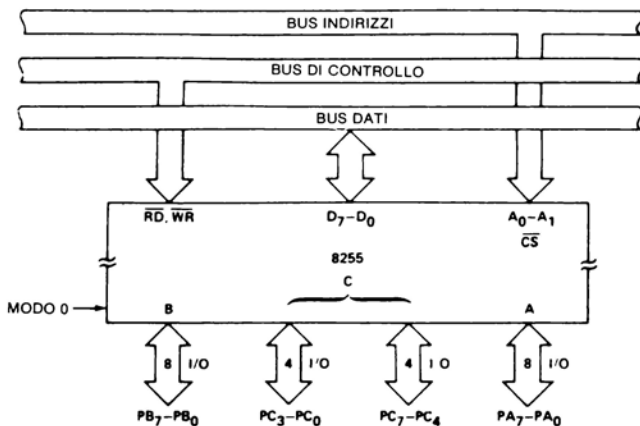 BUS INDIRIZZI
BUS DI CONTROLLO
BUS DATI
RD, WR D7-D0 A0-A1
CS
8255
C
MODO 0
B A
8 I/O 4 I/O 4 I O 8 I/O
PB7-PB0 PC3-PC0 PC7-PC4 PA7-PA0